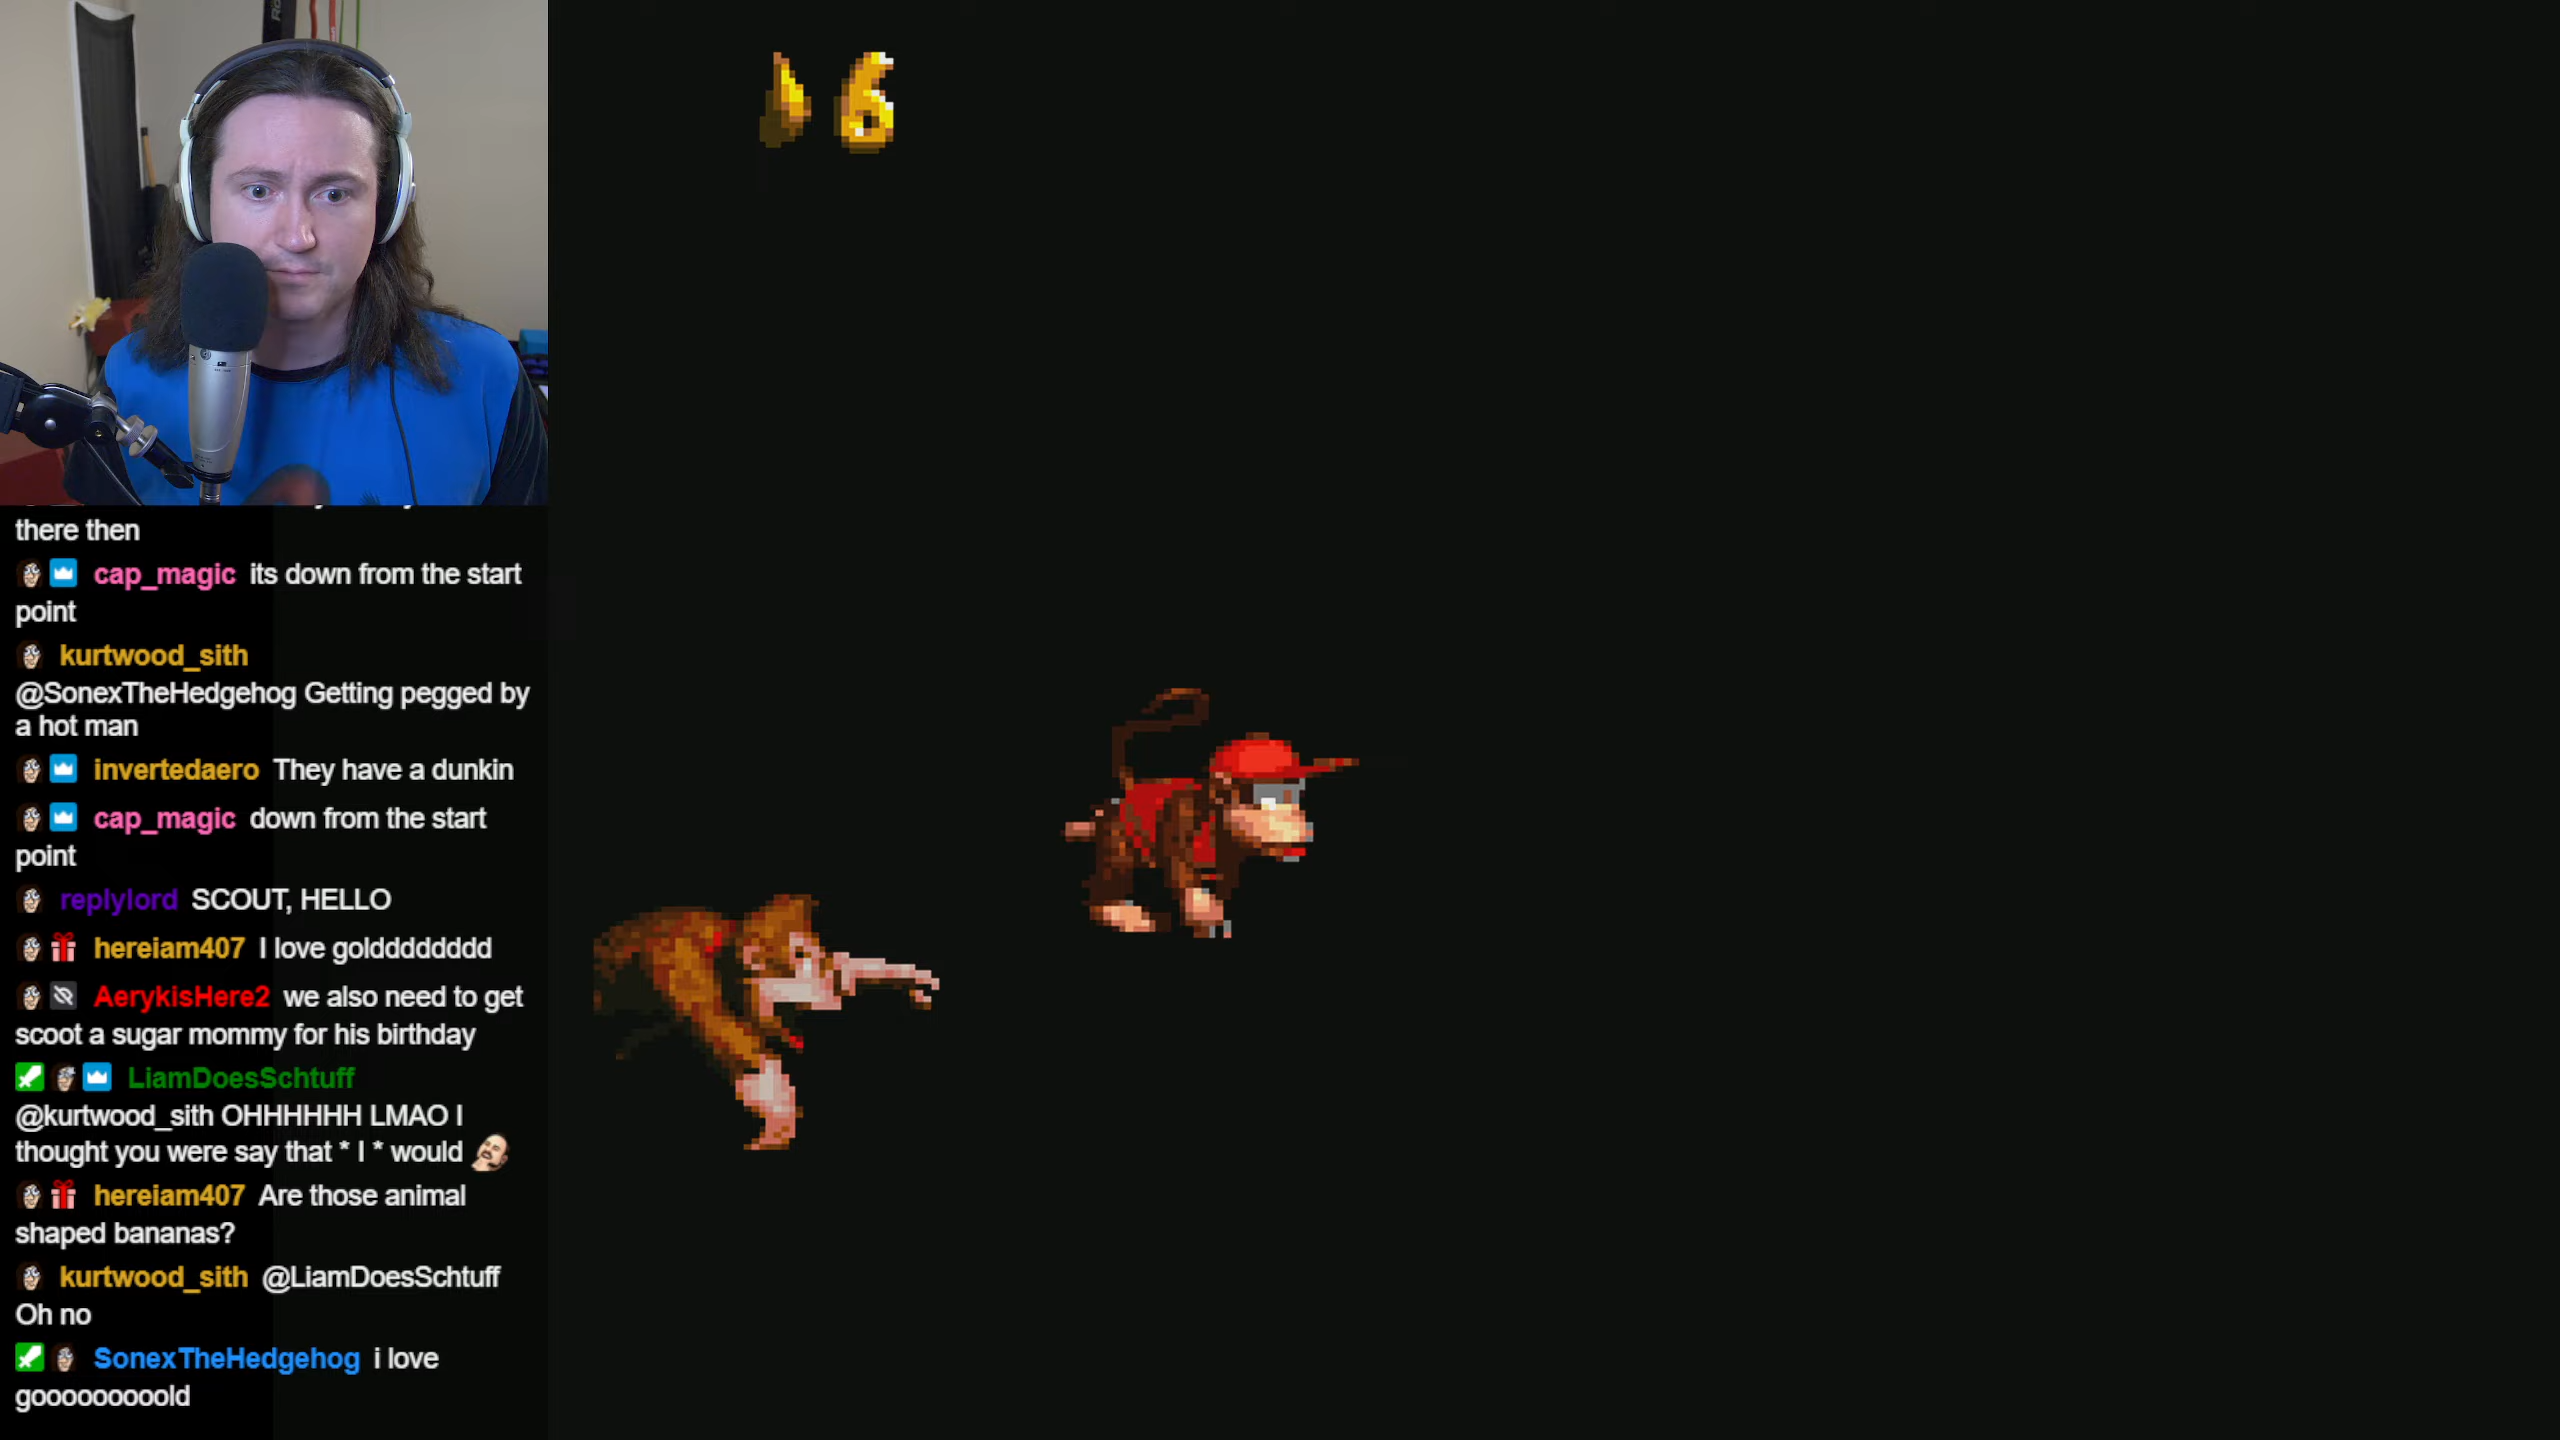 6
there then
cap_magic its down from the start
point
kurtwood_sith
@SonexTheHedgehog Getting pegged by
a hot man
invertedaero They have a dunkin
cap_magic down from the start
point
replylord SCOUT, HELLO
hereiam407 I love goldddddddd
AerykisHere2 we also need to get
scoot a sugar mommy for his birthday
LiamDoesSchtuff
@kurtwood_sith OHHHHHH LMAO I
thought you were say that * I * would
hereiam407 Are those animal
shaped bananas?
kurtwood_sith @LiamDoesSchtuff
Oh no
SonexTheHedgehog i love
gooooooooold